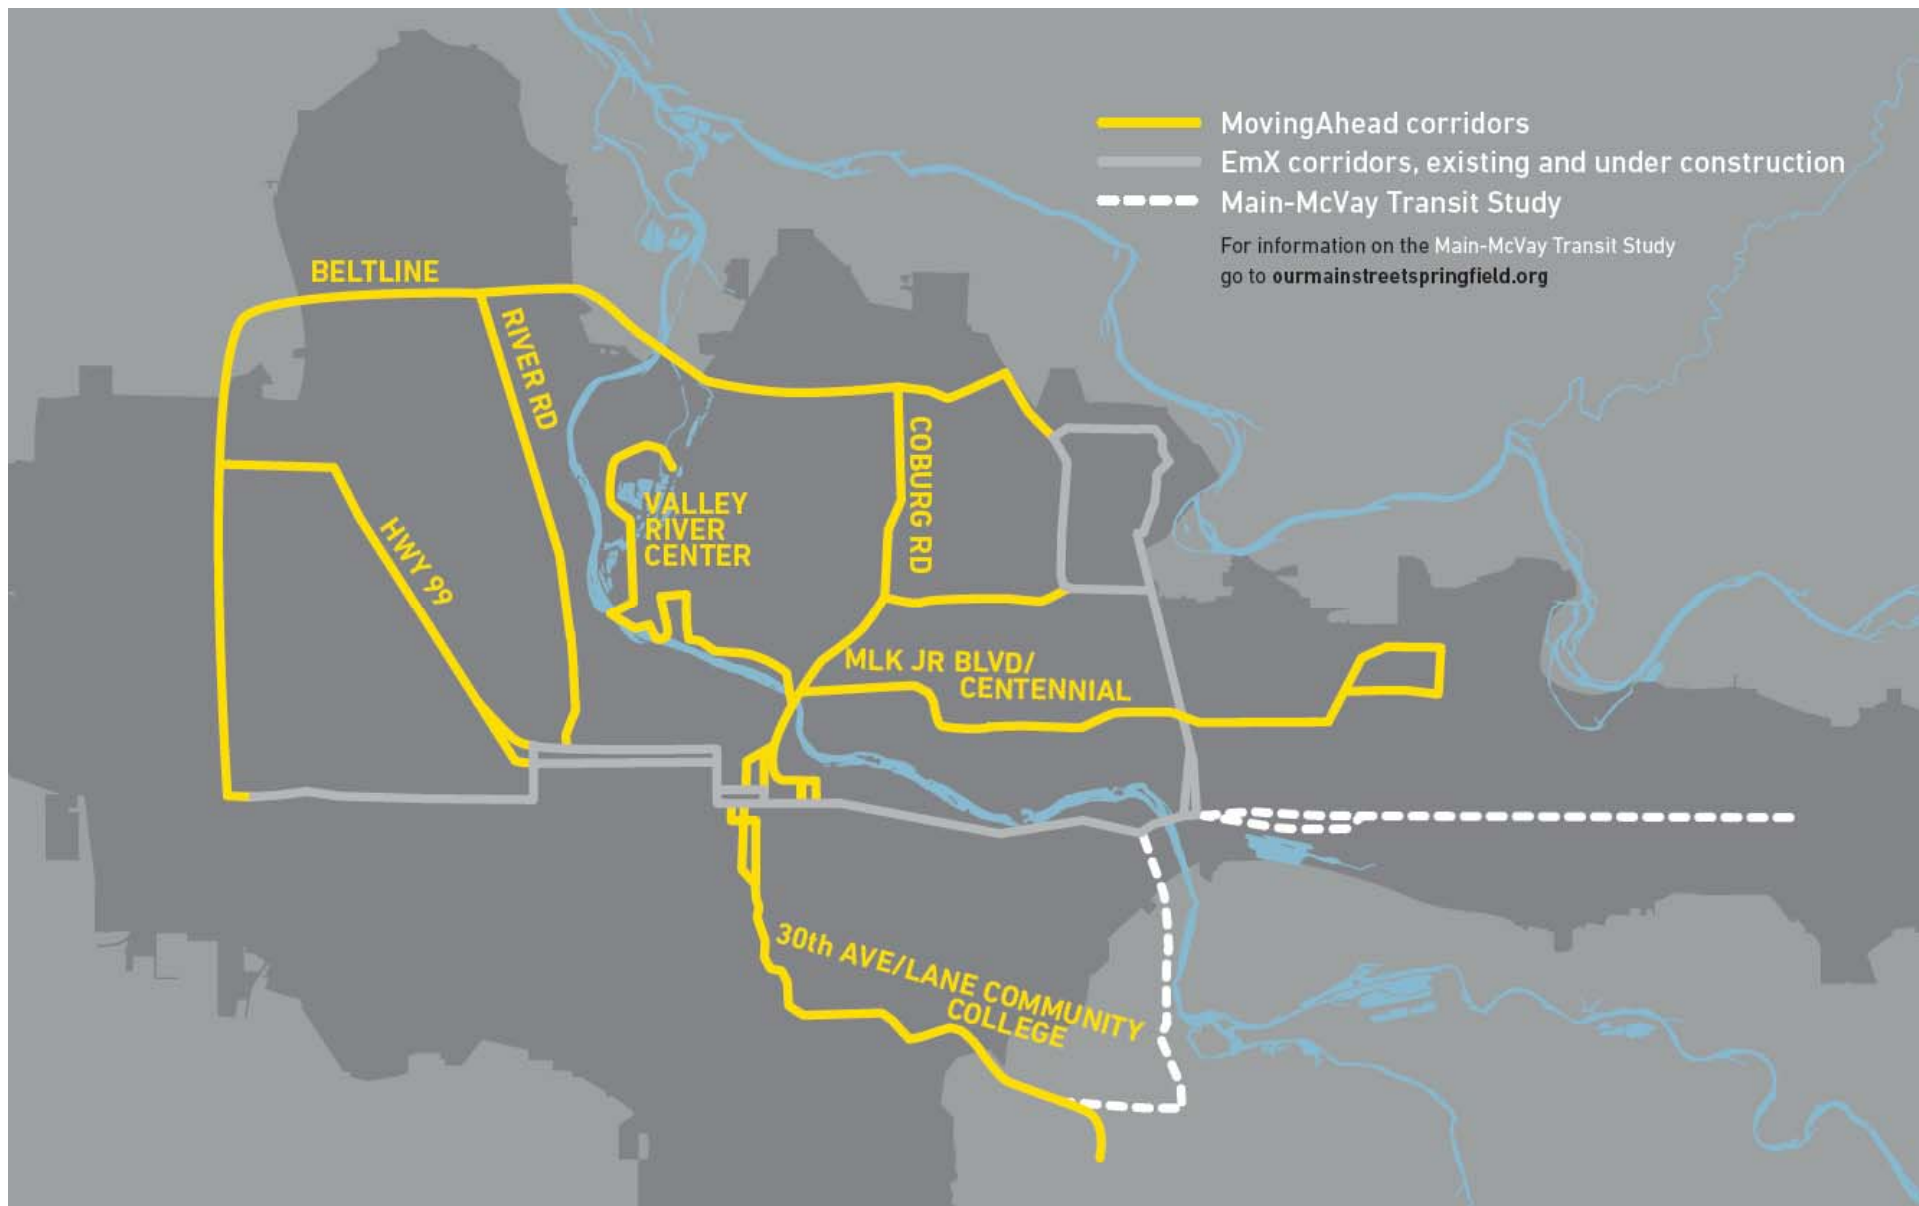 MovingAhead corridors
EmX corridors, existing and under construction
Main-McVay Transit Study
For information on the Main-McVay Transit Study
go to ourmainstreetspringfield.org
BELTLINE
RIVER RD
COBURG RD
VALLEY
RIVER
CENTER
HWY 99
MLK JR BLVD/
CENTENNIAL
30th AVE/LANE COMMUNITY
COLLEGE